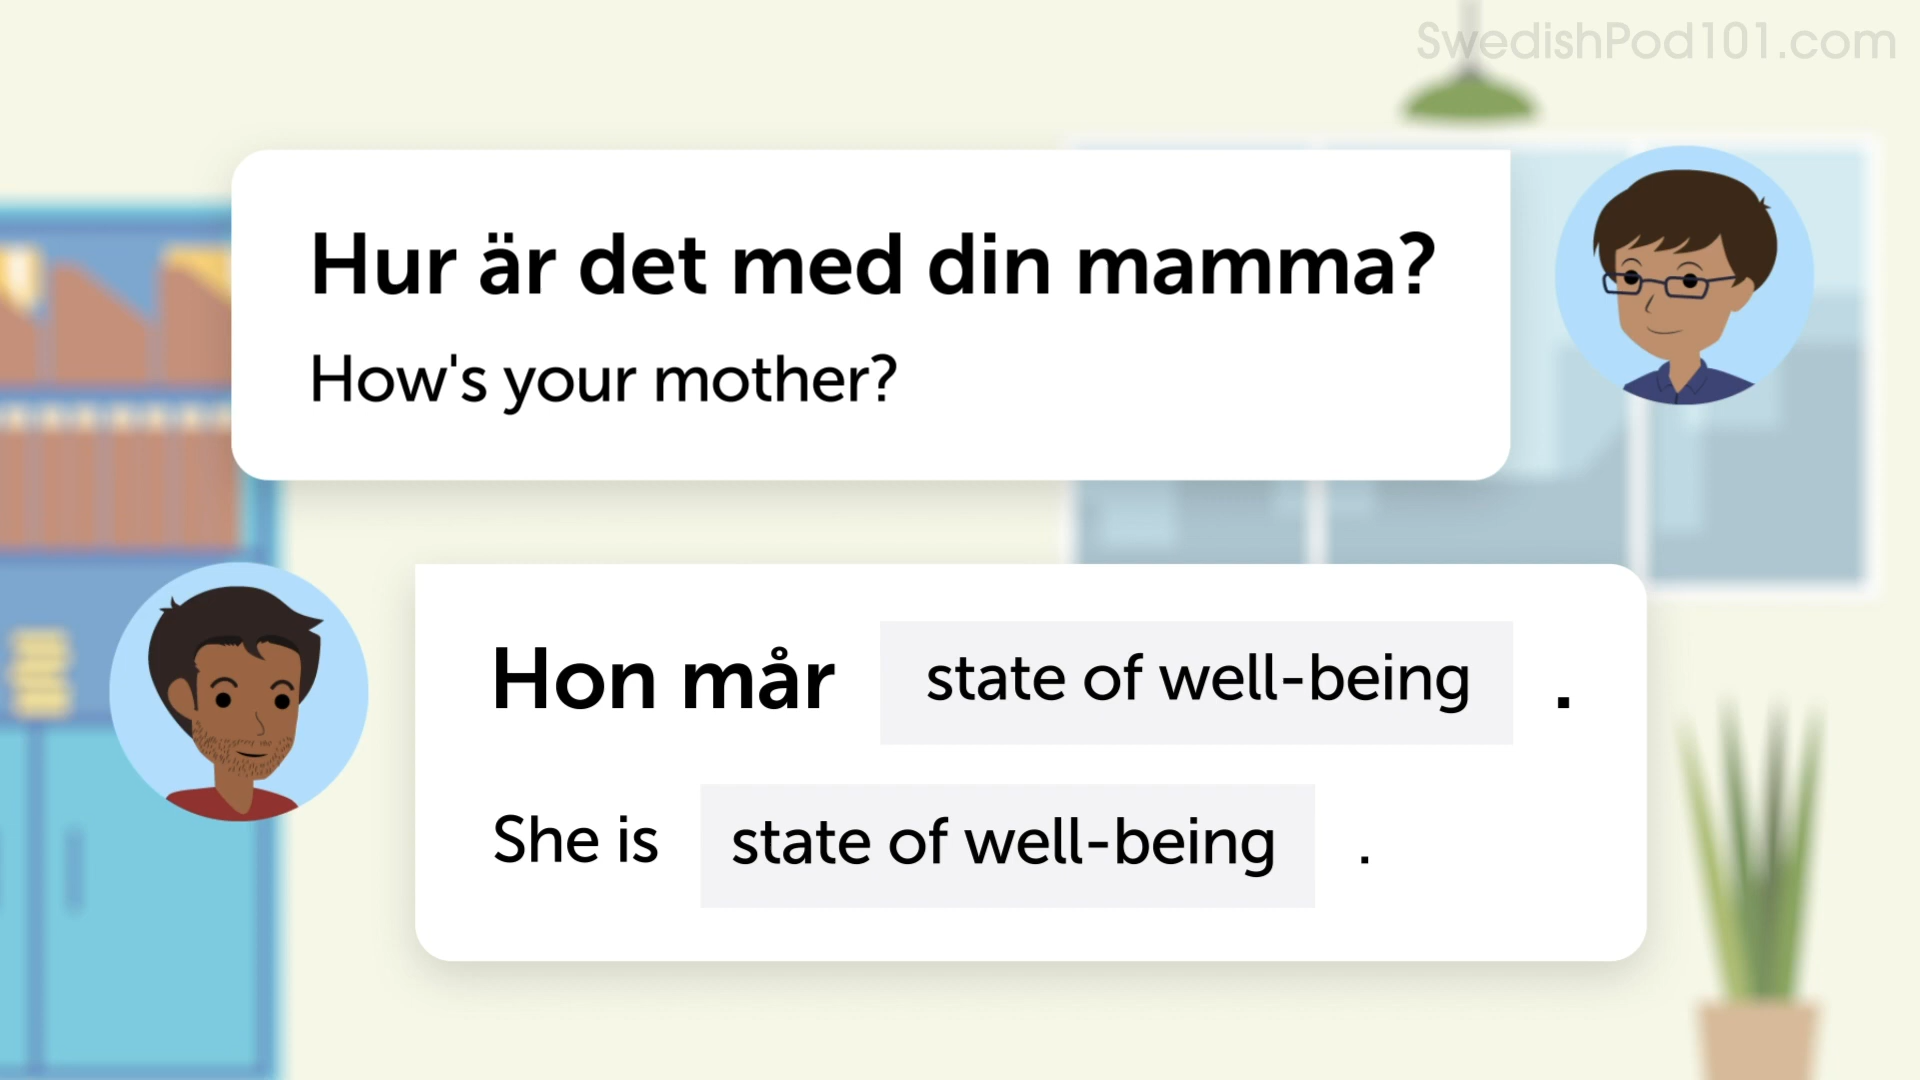 SwedishPod101.com
Hur är det med din mamma?
How's your mother?
Hon mår state of well-being .
She is state of well-being .